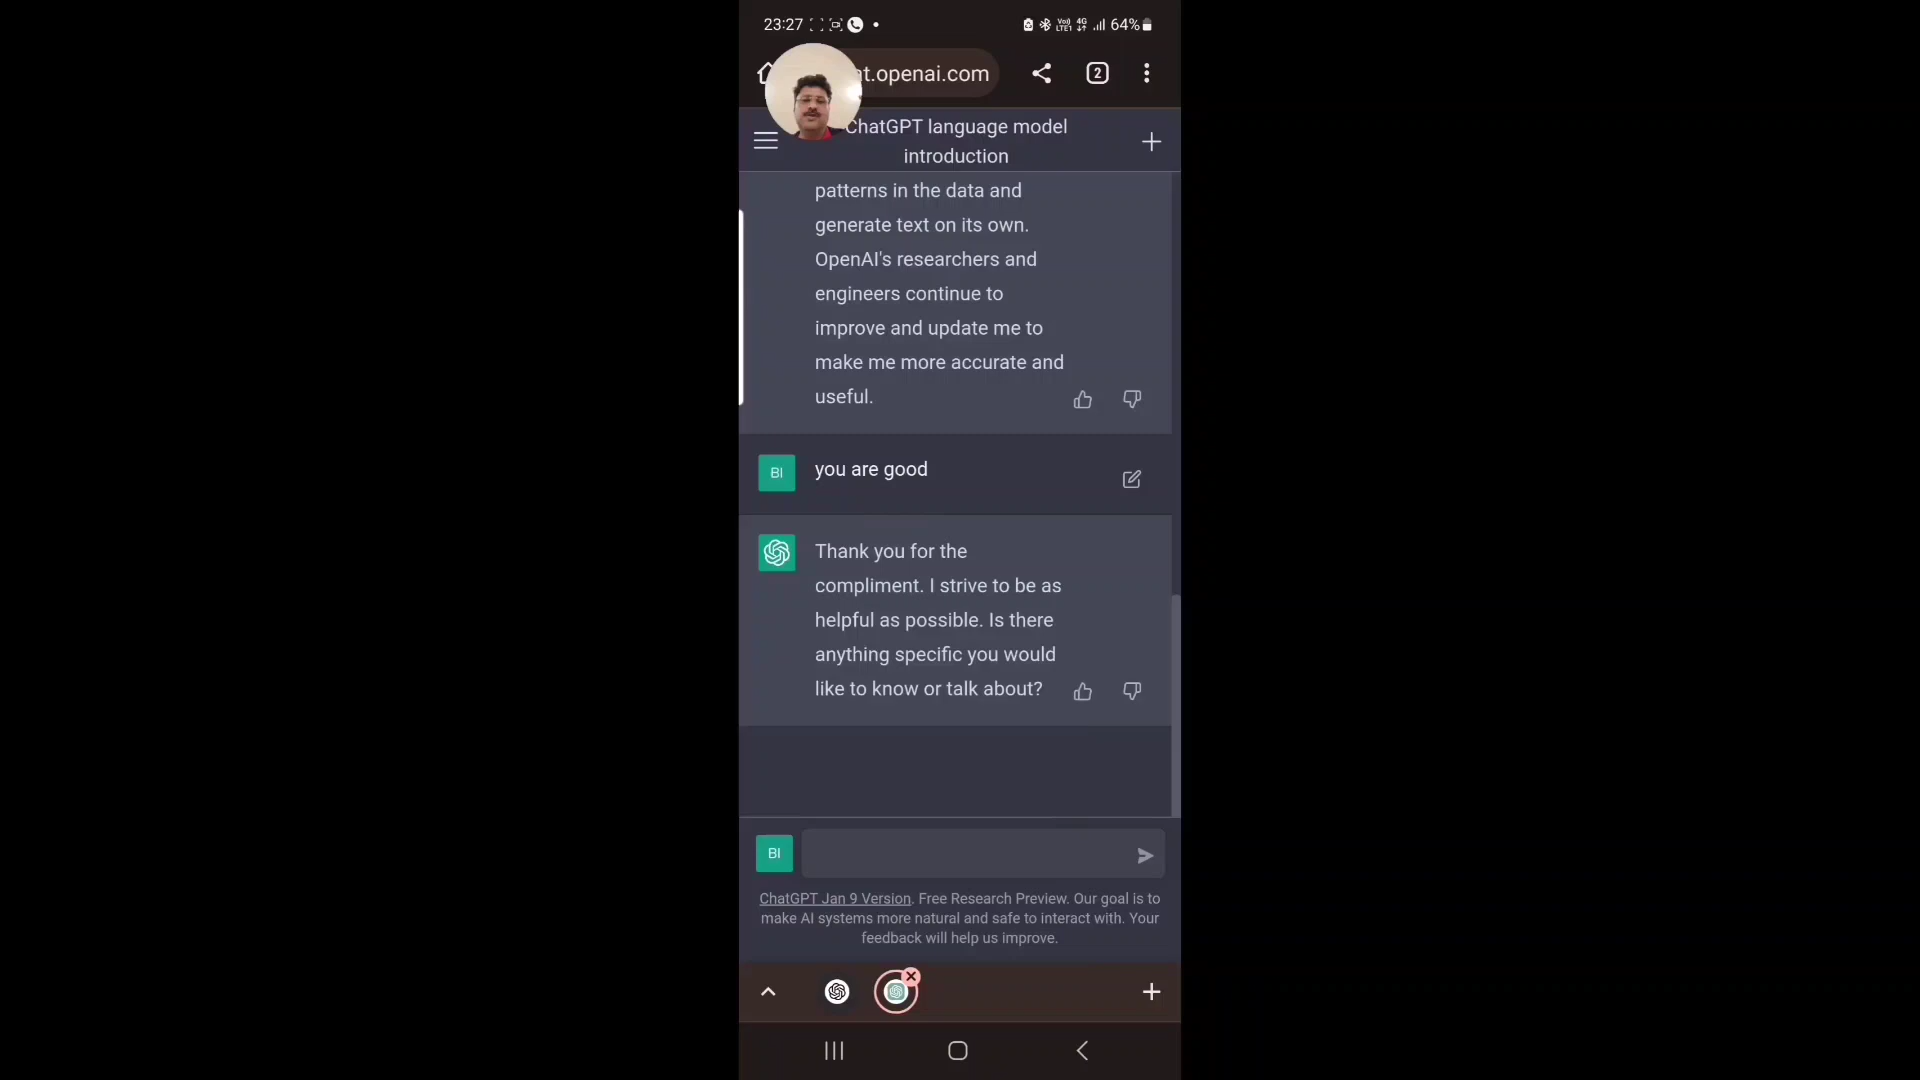 23:27
Vo) 4G
LTE1
64%
at.openai.com
2
ChatGPT language model
introduction
patterns in the data and
generate text on its own.
OpenAI's researchers and
engineers continue to
improve and update me to
make me more accurate and
useful.
BI you are good
Thank you for the
compliment. I strive to be as
helpful as possible. Is there
anything specific you would
like to know or talk about?
BI
ChatGPT Jan 9 Version. Free Research Preview. Our goal is to
make AI systems more natural and safe to interact with. Your
feedback will help us improve.